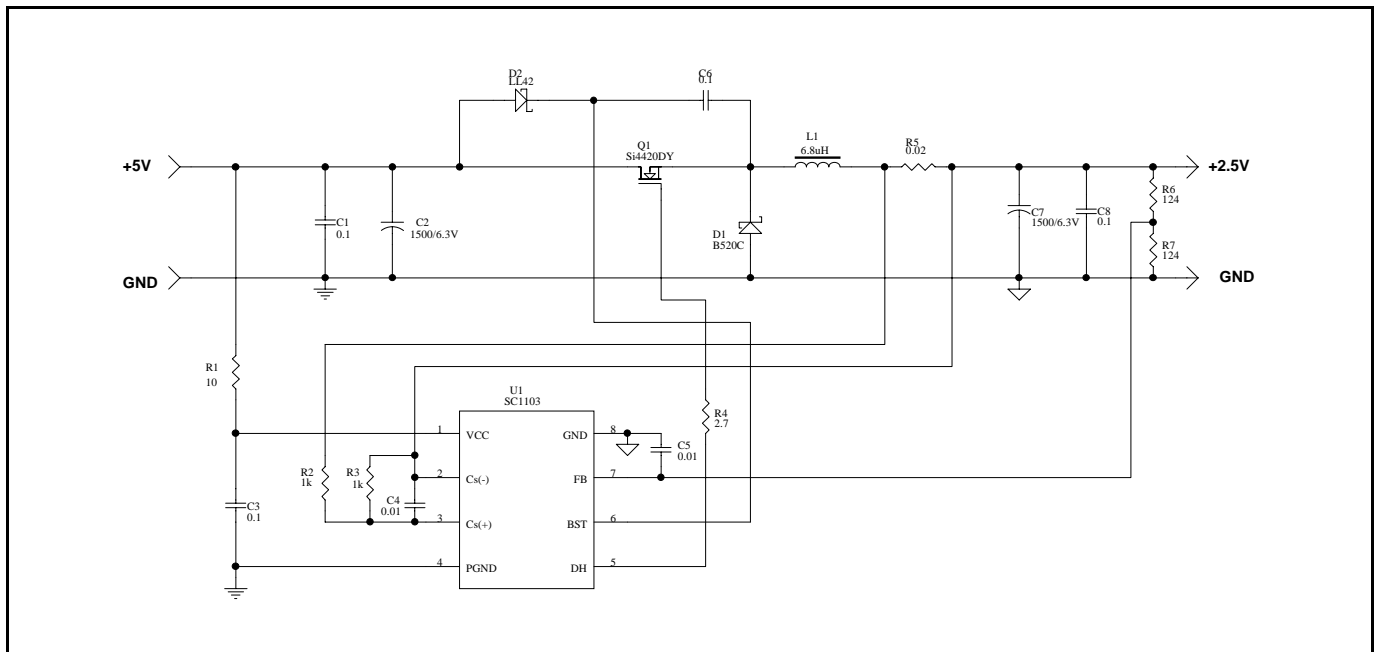 D2
LL42
C6
0.1
L1
6.8uH
R5
0.02
Q1
Si4420DY
+5V
+2.5V
R6
124
C1
0.1
C2
1500/6.3V
D1
B520C
C7
1500/6.3V
C8
0.1
R7
124
GND
GND
R1
10
U1
SC1103
R4
2.7
1
VCC
GND
8
C5
0.01
R2
1k
R3
1k
2
Cs(-)
FB
7
C4
0.01
C3
0.1
3
Cs(+)
BST
6
4
PGND
DH
5